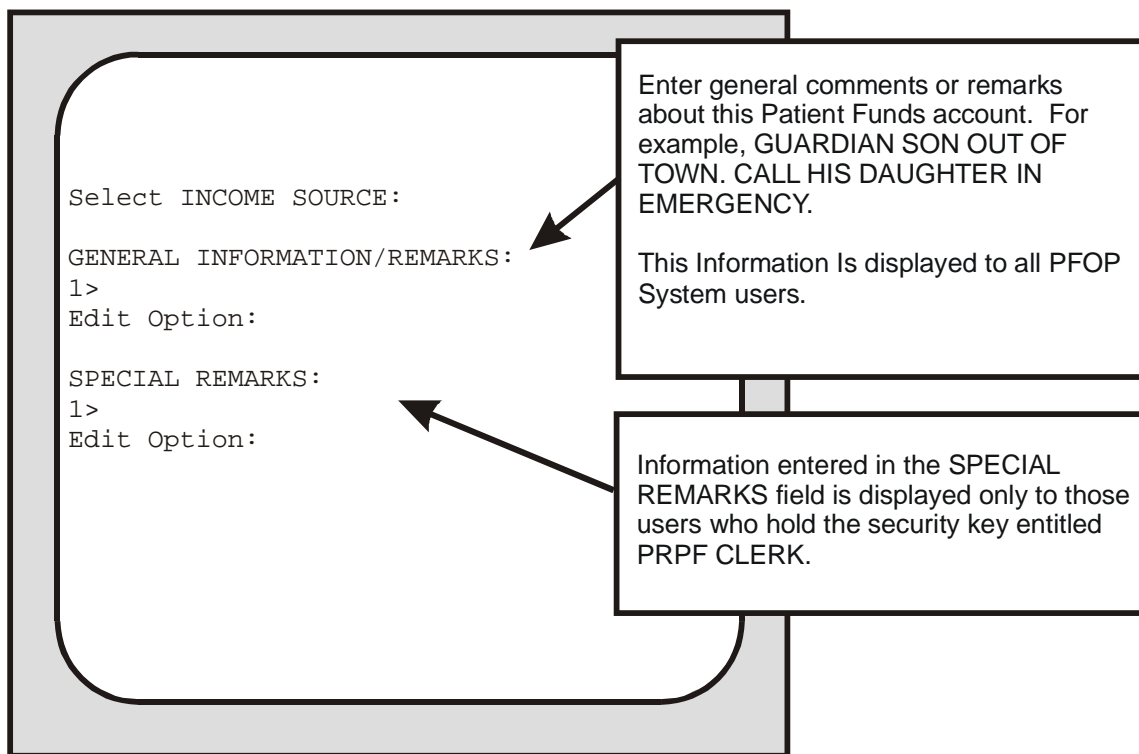 Select INCOME SOURCE:
GENERAL INFORMATION/REMARKS:
1>
Edit Option:
SPECIAL REMARKS:
1>
Edit Option:
Enter general comments or remarks
about this Patient Funds account.  For
example, GUARDIAN SON OUT OF
TOWN. CALL HIS DAUGHTER IN
EMERGENCY.
This Information Is displayed to all PFOP
System users.
Information entered in the SPECIAL
REMARKS field is displayed only to those
users who hold the security key entitled
PRPF CLERK.